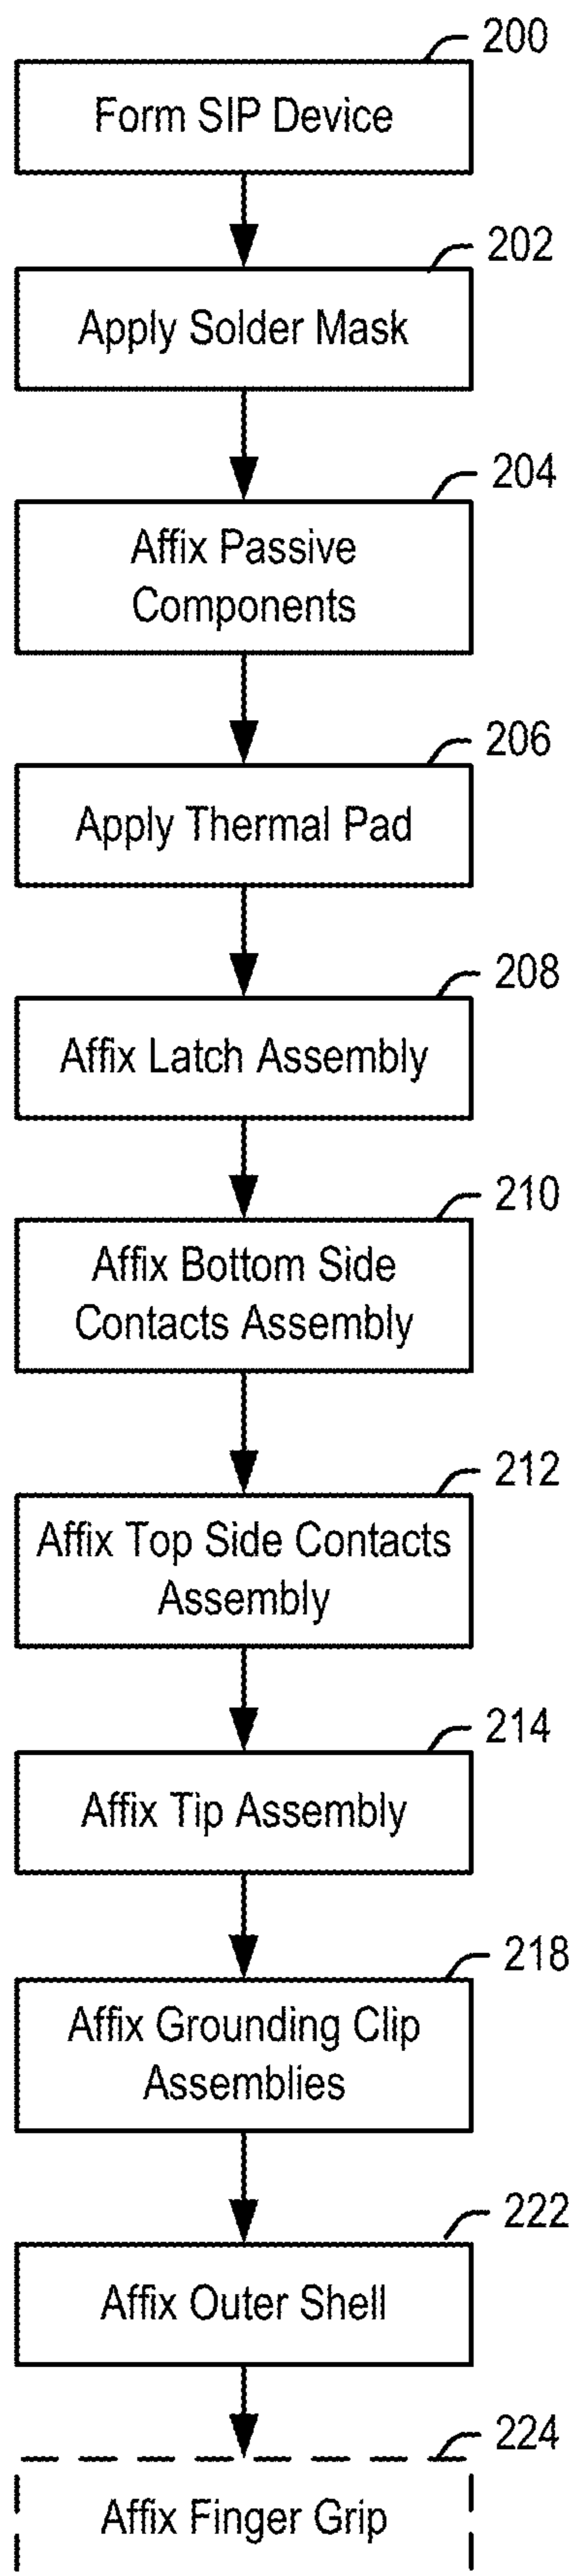 200
Form SIP Device
202
Apply Solder Mask
204
Affix Passive
Components
206
Apply Thermal Pad
208
Affix Latch Assembly
210
Affix Bottom Side
Contacts Assembly
212
Affix Top Side Contacts
Assembly
214
Affix Tip Assembly
218
Affix Grounding Clip
Assemblies
222
Affix Outer Shell
224
Affix Finger Grip